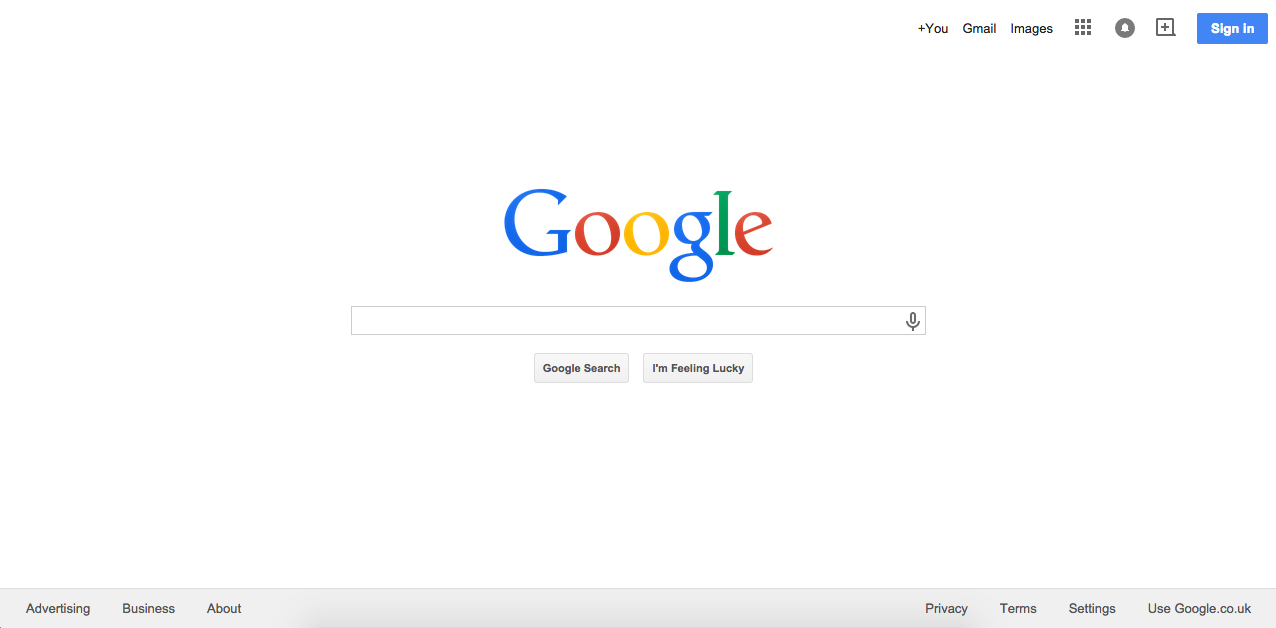 +You Gmail Images Sign in
Google
Google Search I'm Feeling Lucky
Advertising Business About Privacy Terms Settings Use Google.co.uk